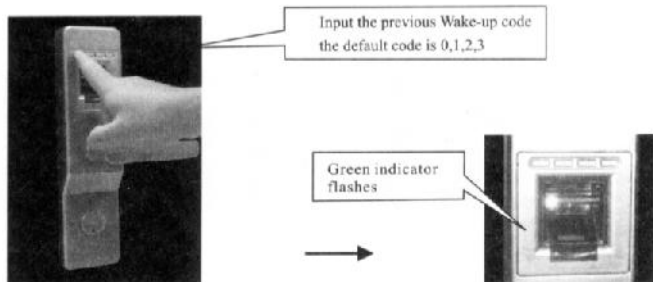 Input the previous Wake-up code
the default code is 0,1,2,3
Green indicator
flashes